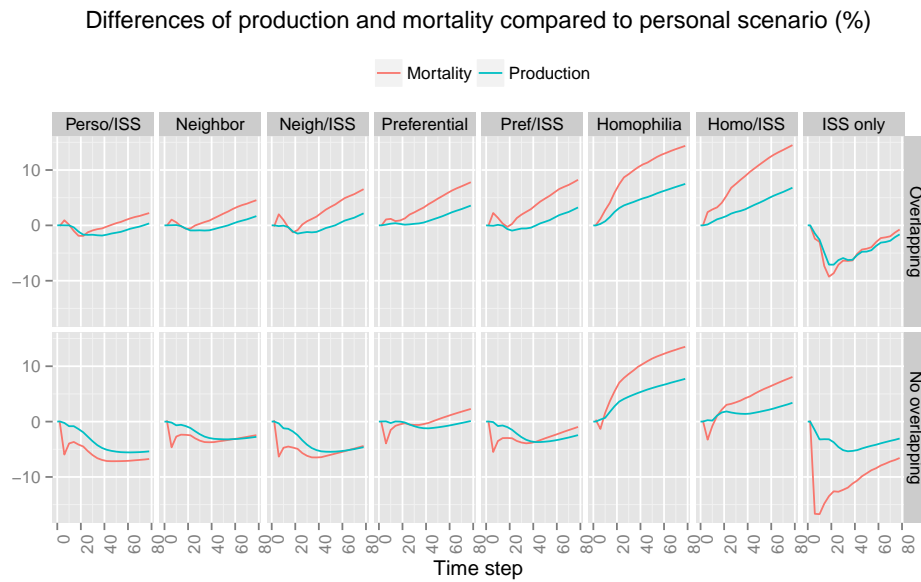 Differences of production and mortality compared to personal scenario (%)
Mortality Production
Perso/ISS Neighbor Neigh/ISS Preferential Pref/ISS Homophilia Homo/ISS ISS only
10
0
−10
Overlapping
10
0
−10
No overlapping
0 20 40 60 80 0 20 40 60 80 0 20 40 60 80 0 20 40 60 80 0 20 40 60 80 0 20 40 60 80 0 20 40 60 80 0 20 40 60 80
Time step